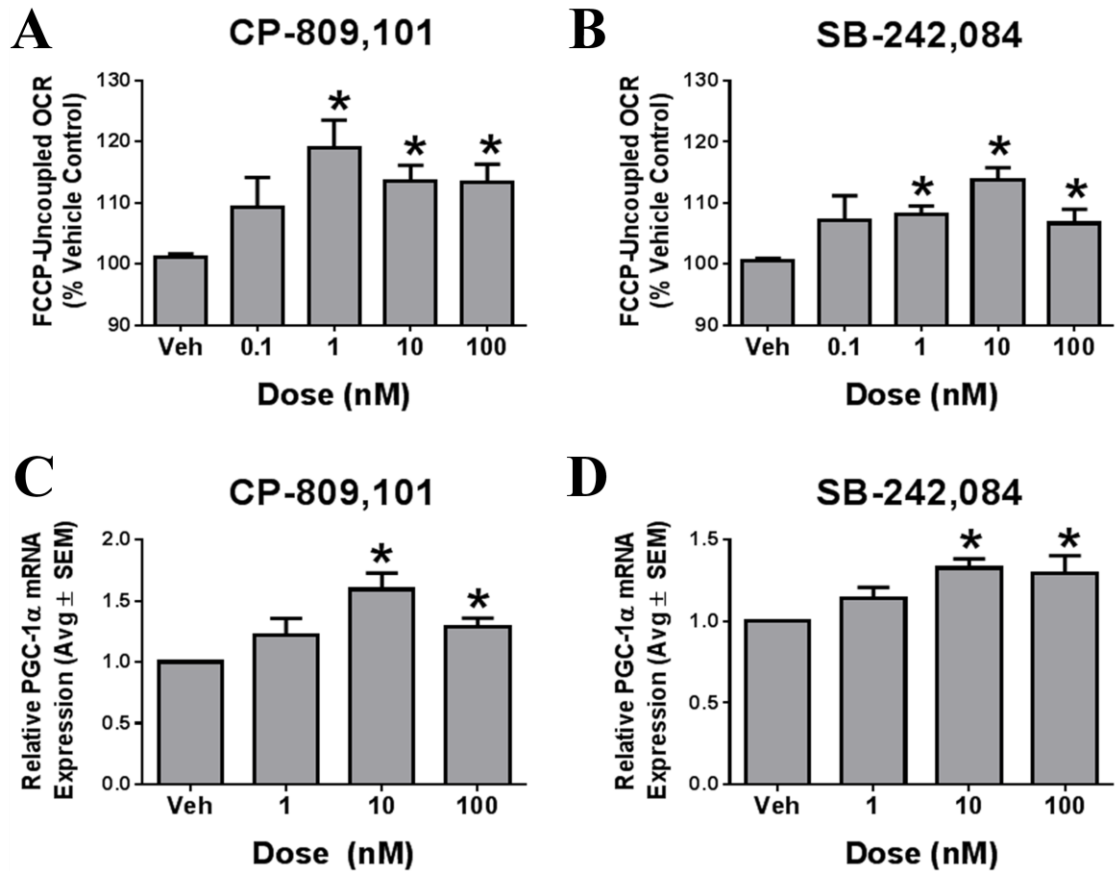 A
CP-809,101
FCCP-Uncoupled OCR
(% Vehicle Control)
130
120
110
100
90
*
*
*
Veh 0.1 1 10 100
Dose (nM)
B
SB-242,084
FCCP-Uncoupled OCR
(% Vehicle Control)
130
120
110
100
90
*
*
*
Veh 0.1 1 10 100
Dose (nM)
C
CP-809,101
Relative PGC-1α mRNA
Expression (Avg ± SEM)
2.0
1.5
1.0
0.5
0.0
*
*
Veh 1 10 100
Dose (nM)
D
SB-242,084
Relative PGC-1α mRNA
Expression (Avg ± SEM)
1.5
1.0
0.5
0.0
*
*
Veh 1 10 100
Dose (nM)